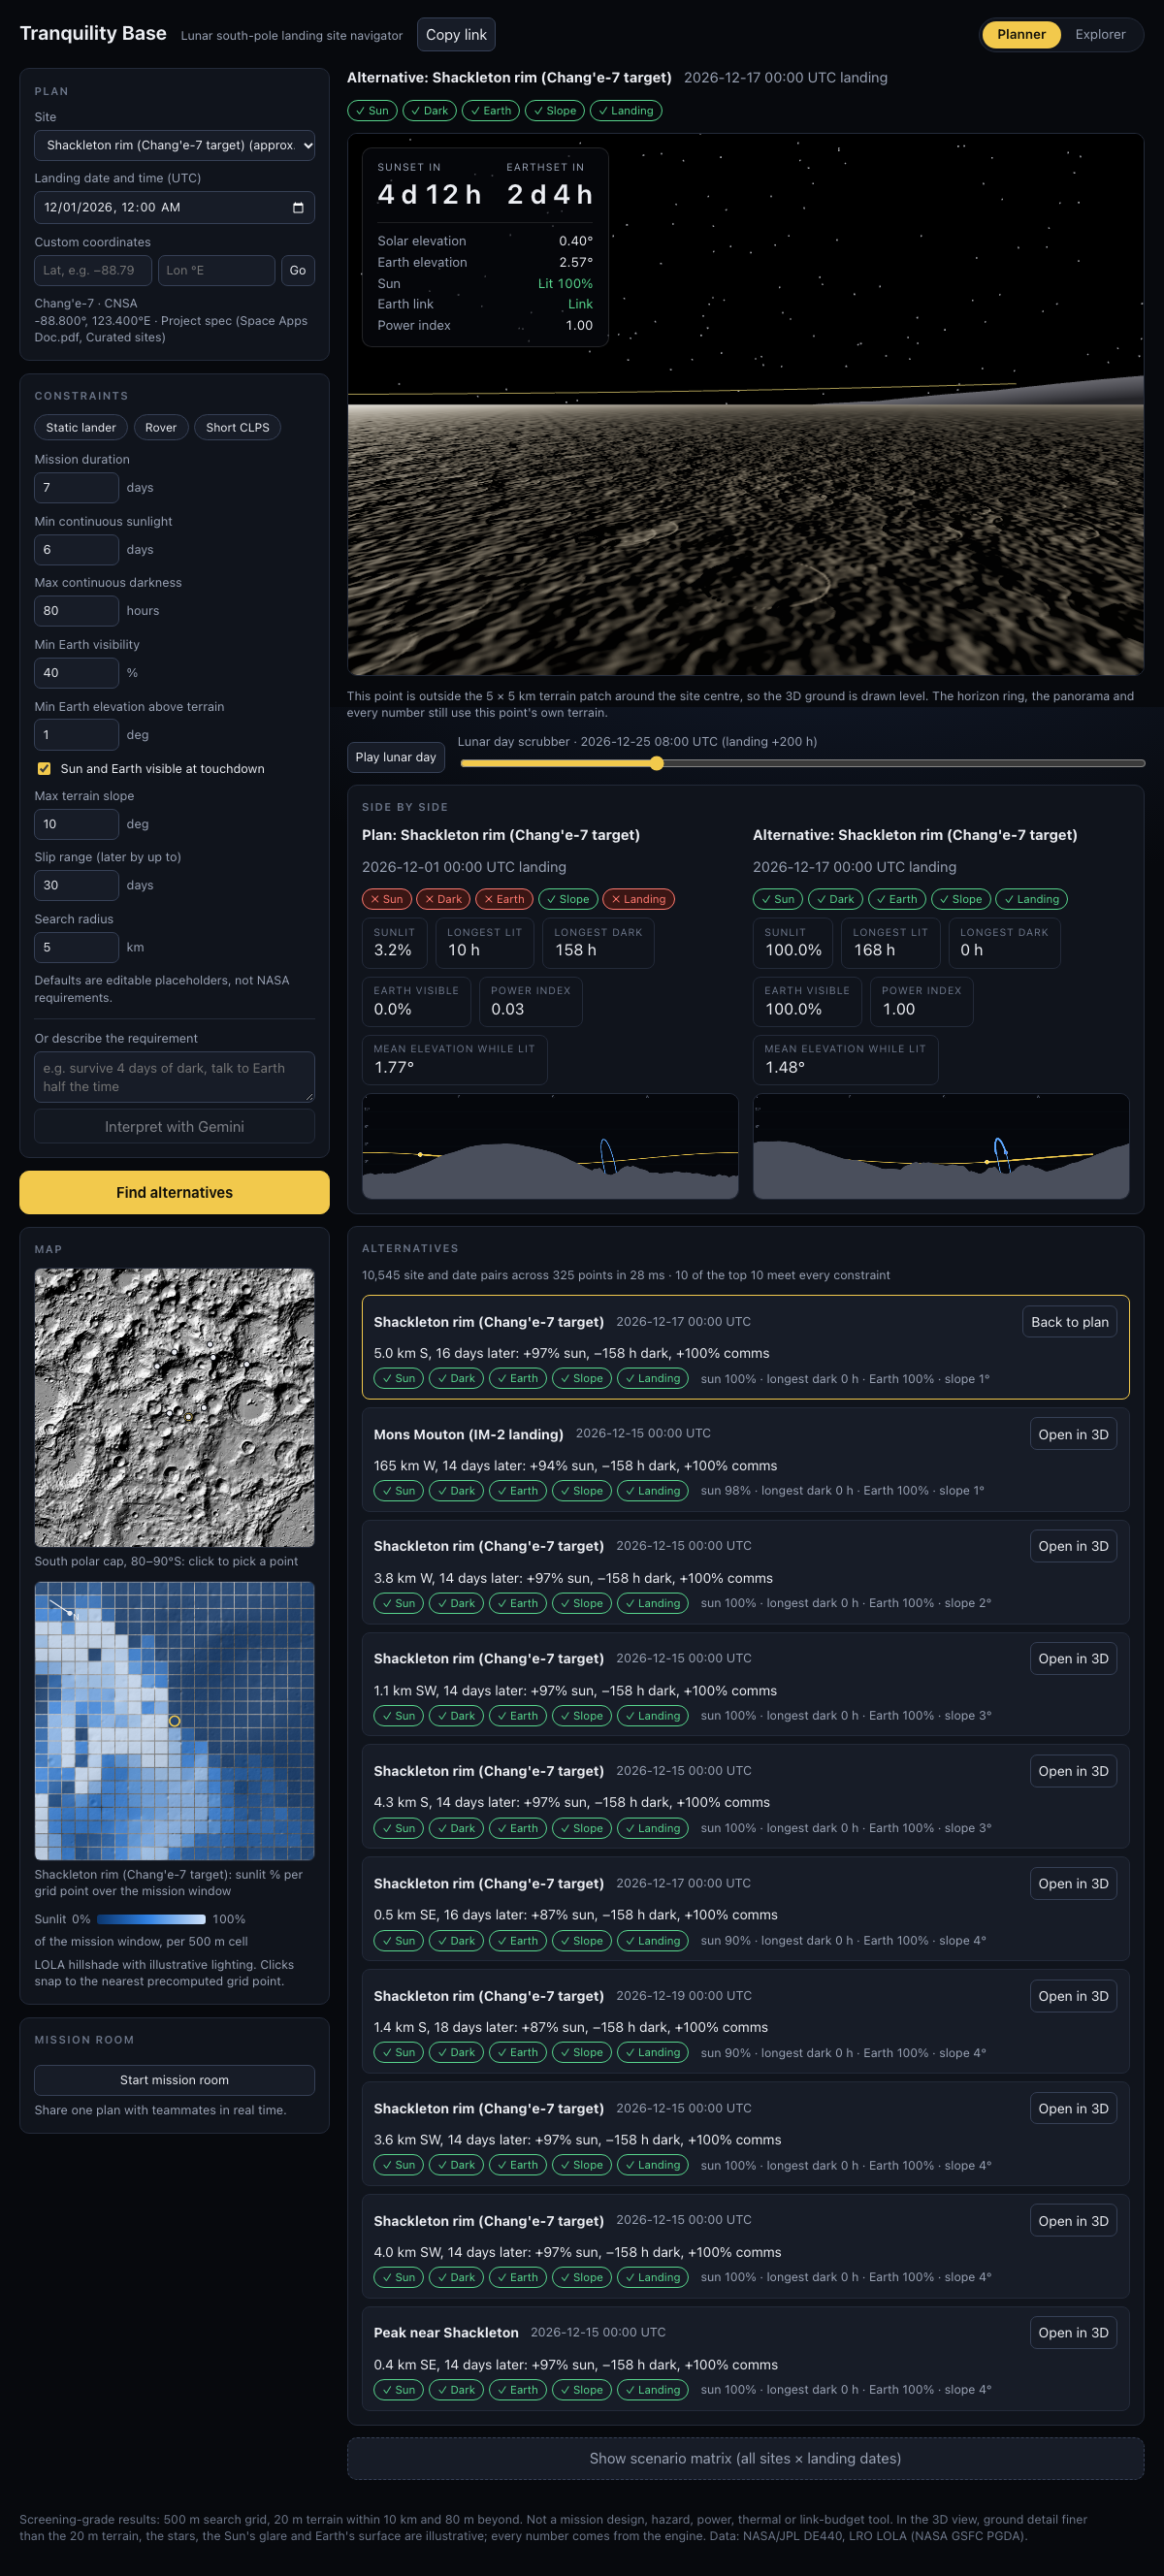 Tranquility Base Lunar south-pole landing site navigator Copy link
Planner Explorer
PLAN
Site
Shackleton rim (Chang'e-7 target) (approx.
Landing date and time (UTC)
12/01/2026, 12:00 AM
Custom coordinates
Lat, e.g. −88.79 Lon °E Go
Chang'e-7 · CNSA
-88.800°, 123.400°E · Project spec (Space Apps
Doc.pdf, Curated sites)
CONSTRAINTS
Static lander Rover Short CLPS
Mission duration
7 days
Min continuous sunlight
6 days
Max continuous darkness
80 hours
Min Earth visibility
40 %
Min Earth elevation above terrain
1 deg
Sun and Earth visible at touchdown
Max terrain slope
10 deg
Slip range (later by up to)
30 days
Search radius
5 km
Defaults are editable placeholders, not NASA
requirements.
Or describe the requirement
e.g. survive 4 days of dark, talk to Earth
half the time
Interpret with Gemini
Find alternatives
MAP
South polar cap, 80–90°S: click to pick a point
N
Shackleton rim (Chang'e-7 target): sunlit % per
grid point over the mission window
Sunlit 0% 100%
of the mission window, per 500 m cell
LOLA hillshade with illustrative lighting. Clicks
snap to the nearest precomputed grid point.
MISSION ROOM
Start mission room
Share one plan with teammates in real time.
Alternative: Shackleton rim (Chang'e-7 target) 2026-12-17 00:00 UTC landing
✓ Sun ✓ Dark ✓ Earth ✓ Slope ✓ Landing
SUNSET IN EARTHSET IN
4 d 12 h 2 d 4 h
Solar elevation 0.40°
Earth elevation 2.57°
Sun Lit 100%
Earth link Link
Power index 1.00
This point is outside the 5 × 5 km terrain patch around the site centre, so the 3D ground is drawn level. The horizon ring, the panorama and
every number still use this point's own terrain.
Play lunar day Lunar day scrubber · 2026-12-25 08:00 UTC (landing +200 h)
SIDE BY SIDE
Plan: Shackleton rim (Chang'e-7 target)
2026-12-01 00:00 UTC landing
✕ Sun ✕ Dark ✕ Earth ✓ Slope ✕ Landing
SUNLIT 3.2% LONGEST LIT 10 h LONGEST DARK 158 h
EARTH VISIBLE 0.0% POWER INDEX 0.03
MEAN ELEVATION WHILE LIT 1.77°
Alternative: Shackleton rim (Chang'e-7 target)
2026-12-17 00:00 UTC landing
✓ Sun ✓ Dark ✓ Earth ✓ Slope ✓ Landing
SUNLIT 100.0% LONGEST LIT 168 h LONGEST DARK 0 h
EARTH VISIBLE 100.0% POWER INDEX 1.00
MEAN ELEVATION WHILE LIT 1.48°
ALTERNATIVES
10,545 site and date pairs across 325 points in 28 ms · 10 of the top 10 meet every constraint
Shackleton rim (Chang'e-7 target) 2026-12-17 00:00 UTC Back to plan
5.0 km S, 16 days later: +97% sun, −158 h dark, +100% comms
✓ Sun ✓ Dark ✓ Earth ✓ Slope ✓ Landing sun 100% · longest dark 0 h · Earth 100% · slope 1°
Mons Mouton (IM-2 landing) 2026-12-15 00:00 UTC Open in 3D
165 km W, 14 days later: +94% sun, −158 h dark, +100% comms
✓ Sun ✓ Dark ✓ Earth ✓ Slope ✓ Landing sun 98% · longest dark 0 h · Earth 100% · slope 1°
Shackleton rim (Chang'e-7 target) 2026-12-15 00:00 UTC Open in 3D
3.8 km W, 14 days later: +97% sun, −158 h dark, +100% comms
✓ Sun ✓ Dark ✓ Earth ✓ Slope ✓ Landing sun 100% · longest dark 0 h · Earth 100% · slope 2°
Shackleton rim (Chang'e-7 target) 2026-12-15 00:00 UTC Open in 3D
1.1 km SW, 14 days later: +97% sun, −158 h dark, +100% comms
✓ Sun ✓ Dark ✓ Earth ✓ Slope ✓ Landing sun 100% · longest dark 0 h · Earth 100% · slope 3°
Shackleton rim (Chang'e-7 target) 2026-12-15 00:00 UTC Open in 3D
4.3 km S, 14 days later: +97% sun, −158 h dark, +100% comms
✓ Sun ✓ Dark ✓ Earth ✓ Slope ✓ Landing sun 100% · longest dark 0 h · Earth 100% · slope 3°
Shackleton rim (Chang'e-7 target) 2026-12-17 00:00 UTC Open in 3D
0.5 km SE, 16 days later: +87% sun, −158 h dark, +100% comms
✓ Sun ✓ Dark ✓ Earth ✓ Slope ✓ Landing sun 90% · longest dark 0 h · Earth 100% · slope 4°
Shackleton rim (Chang'e-7 target) 2026-12-19 00:00 UTC Open in 3D
1.4 km S, 18 days later: +87% sun, −158 h dark, +100% comms
✓ Sun ✓ Dark ✓ Earth ✓ Slope ✓ Landing sun 90% · longest dark 0 h · Earth 100% · slope 4°
Shackleton rim (Chang'e-7 target) 2026-12-15 00:00 UTC Open in 3D
3.6 km SW, 14 days later: +97% sun, −158 h dark, +100% comms
✓ Sun ✓ Dark ✓ Earth ✓ Slope ✓ Landing sun 100% · longest dark 0 h · Earth 100% · slope 4°
Shackleton rim (Chang'e-7 target) 2026-12-15 00:00 UTC Open in 3D
4.0 km SW, 14 days later: +97% sun, −158 h dark, +100% comms
✓ Sun ✓ Dark ✓ Earth ✓ Slope ✓ Landing sun 100% · longest dark 0 h · Earth 100% · slope 4°
Peak near Shackleton 2026-12-15 00:00 UTC Open in 3D
0.4 km SE, 14 days later: +97% sun, −158 h dark, +100% comms
✓ Sun ✓ Dark ✓ Earth ✓ Slope ✓ Landing sun 100% · longest dark 0 h · Earth 100% · slope 4°
Show scenario matrix (all sites × landing dates)
Screening-grade results: 500 m search grid, 20 m terrain within 10 km and 80 m beyond. Not a mission design, hazard, power, thermal or link-budget tool. In the 3D view, ground detail finer
than the 20 m terrain, the stars, the Sun's glare and Earth's surface are illustrative; every number comes from the engine. Data: NASA/JPL DE440, LRO LOLA (NASA GSFC PGDA).